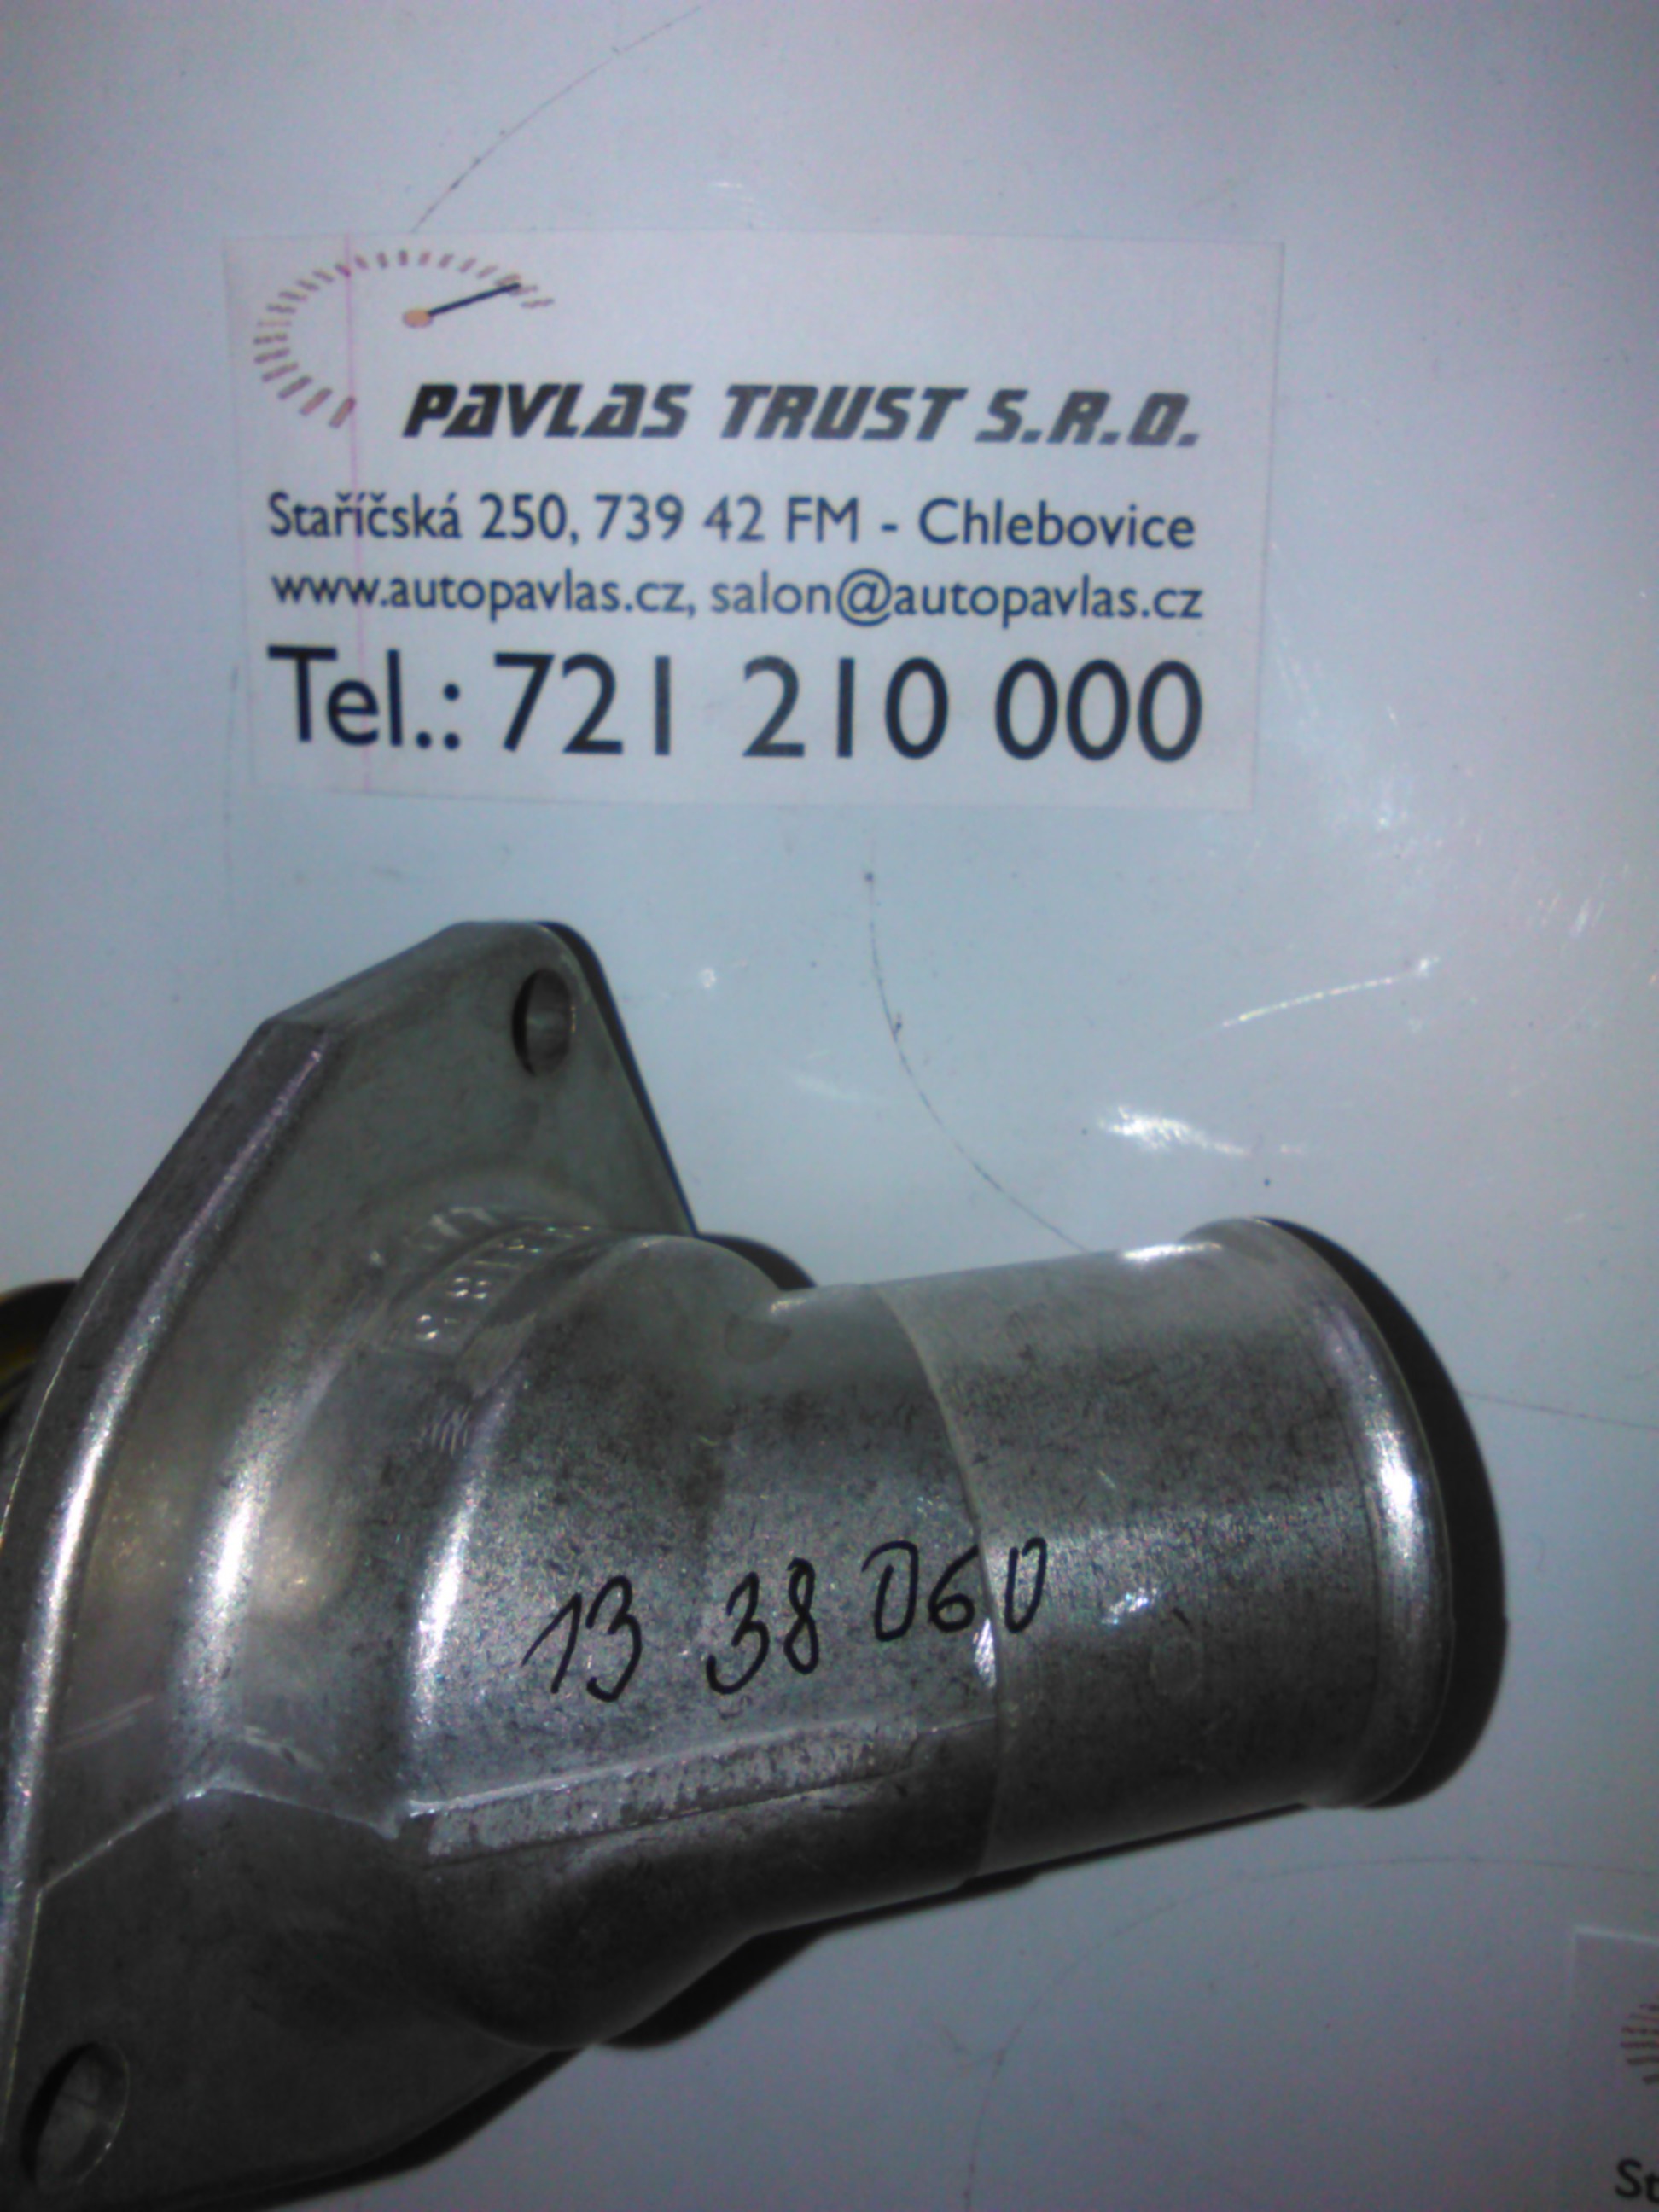 PAVLAS TRUST S.R.O.
Staříčská 250, 739 42 FM - Chlebovice
www.autopavlas.cz, salon@autopavlas.cz
Tel.: 721 210 000
13 38 060
St